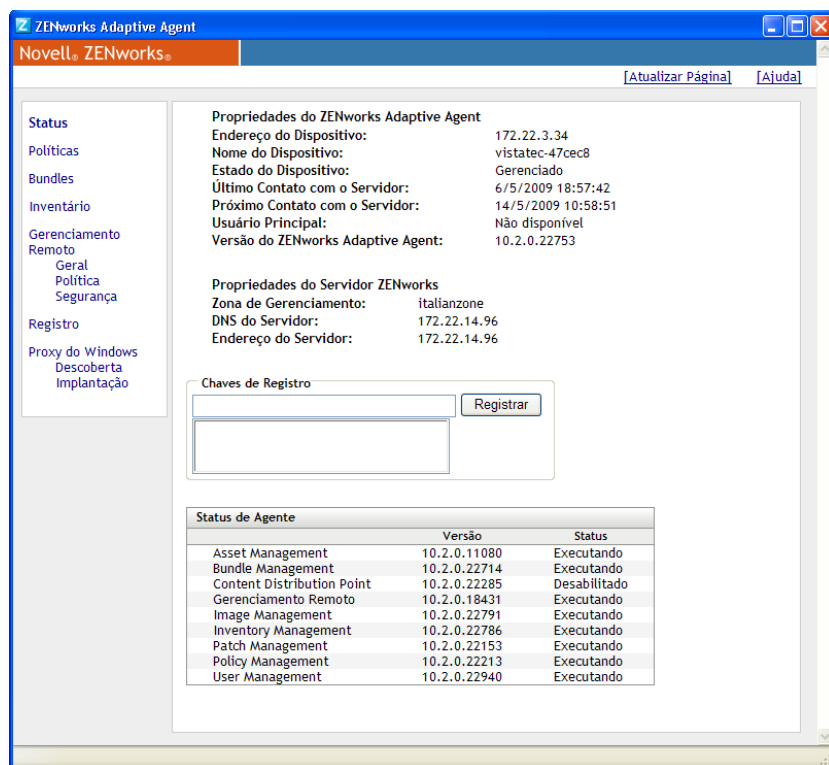 ZENworks Adaptive Agent
Novell® ZENworks®
[Atualizar Página] [Ajuda]
Status
Políticas
Bundles
Inventário
Gerenciamento
Remoto
Geral
Política
Segurança
Registro
Proxy do Windows
Descoberta
Implantação
Propriedades do ZENworks Adaptive Agent
Endereço do Dispositivo: 172.22.3.34
Nome do Dispositivo: vistatec-47cec8
Estado do Dispositivo: Gerenciado
Último Contato com o Servidor: 6/5/2009 18:57:42
Próximo Contato com o Servidor: 14/5/2009 10:58:51
Usuário Principal: Não disponível
Versão do ZENworks Adaptive Agent: 10.2.0.22753
Propriedades do Servidor ZENworks
Zona de Gerenciamento: italianzone
DNS do Servidor: 172.22.14.96
Endereço do Servidor: 172.22.14.96
Chaves de Registro
Registrar
Status de Agente
Versão Status
Asset Management 10.2.0.11080 Executando
Bundle Management 10.2.0.22714 Executando
Content Distribution Point 10.2.0.22285 Desabilitado
Gerenciamento Remoto 10.2.0.18431 Executando
Image Management 10.2.0.22791 Executando
Inventory Management 10.2.0.22786 Executando
Patch Management 10.2.0.22153 Executando
Policy Management 10.2.0.22213 Executando
User Management 10.2.0.22940 Executando